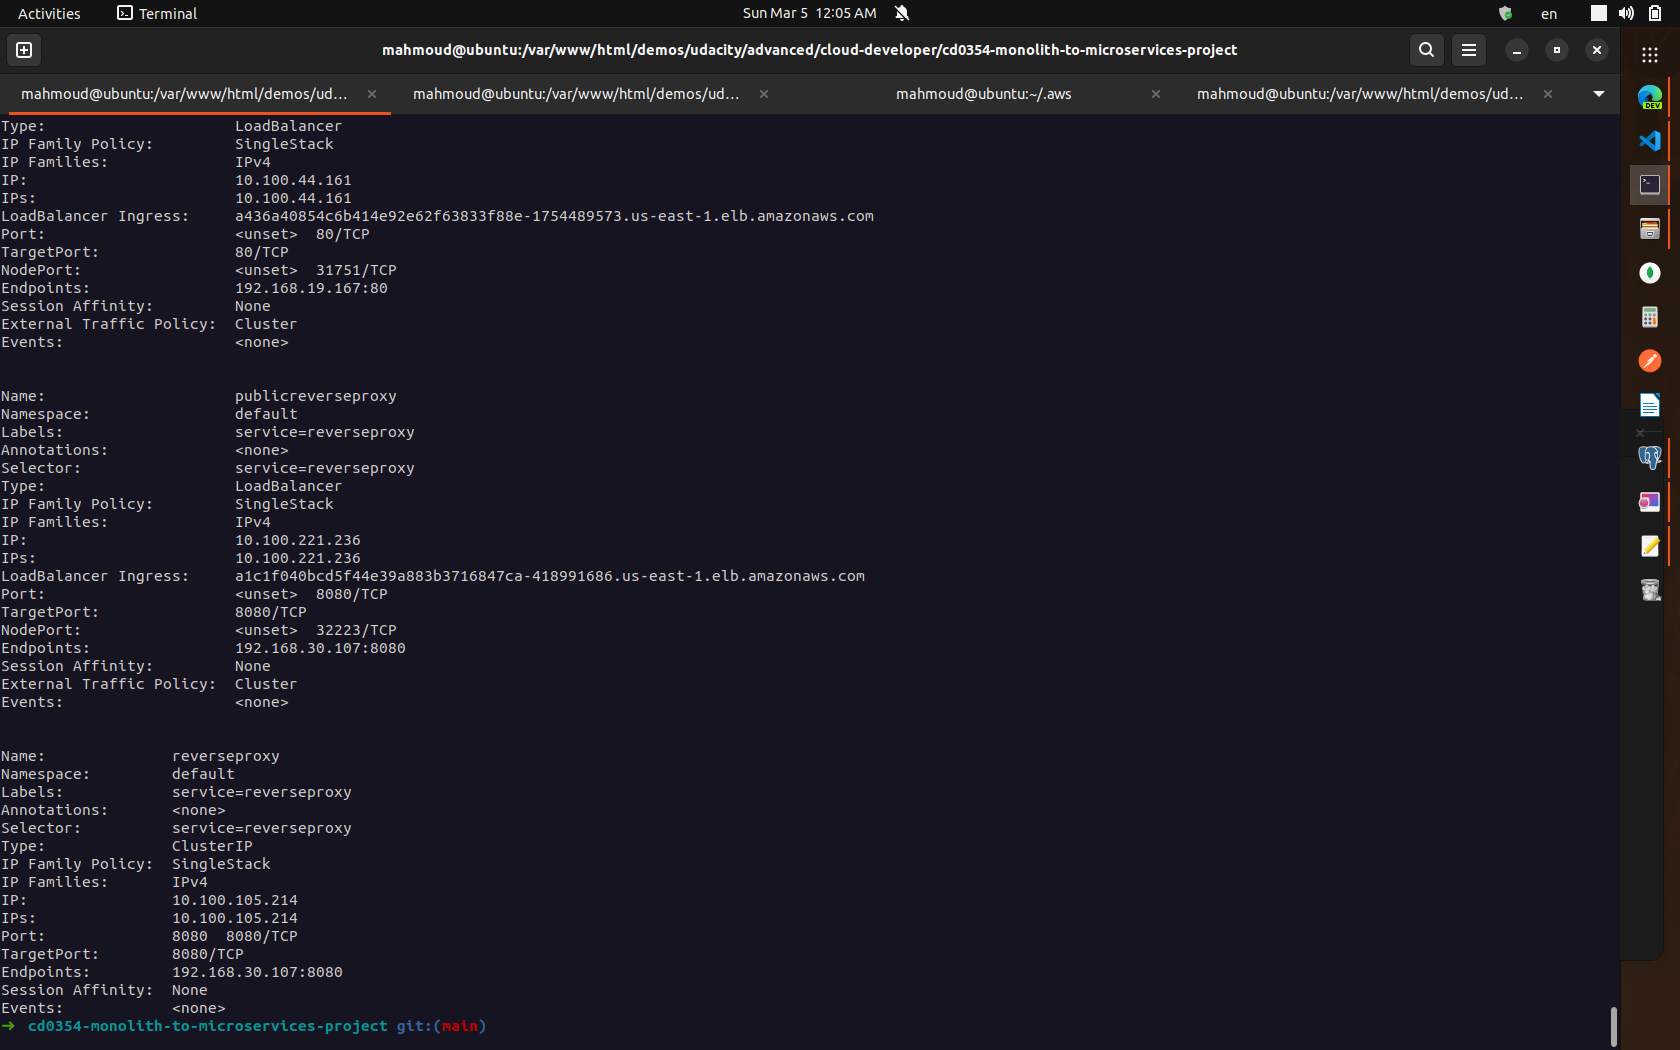 Activities Terminal Sun Mar 5 12:05 AM en
mahmoud@ubuntu:/var/www/html/demos/udacity/advanced/cloud-developer/cd0354-monolith-to-microservices-project
mahmoud@ubuntu:/var/www/html/demos/ud... mahmoud@ubuntu:/var/www/html/demos/ud... mahmoud@ubuntu:~/.aws mahmoud@ubuntu:/var/www/html/demos/ud...
Type: LoadBalancer
IP Family Policy: SingleStack
IP Families: IPv4
IP: 10.100.44.161
IPs: 10.100.44.161
LoadBalancer Ingress: a436a40854c6b414e92e62f63833f88e-1754489573.us-east-1.elb.amazonaws.com
Port: <unset> 80/TCP
TargetPort: 80/TCP
NodePort: <unset> 31751/TCP
Endpoints: 192.168.19.167:80
Session Affinity: None
External Traffic Policy: Cluster
Events: <none>
Name: publicreverseproxy
Namespace: default
Labels: service=reverseproxy
Annotations: <none>
Selector: service=reverseproxy
Type: LoadBalancer
IP Family Policy: SingleStack
IP Families: IPv4
IP: 10.100.221.236
IPs: 10.100.221.236
LoadBalancer Ingress: a1c1f040bcd5f44e39a883b3716847ca-418991686.us-east-1.elb.amazonaws.com
Port: <unset> 8080/TCP
TargetPort: 8080/TCP
NodePort: <unset> 32223/TCP
Endpoints: 192.168.30.107:8080
Session Affinity: None
External Traffic Policy: Cluster
Events: <none>
Name: reverseproxy
Namespace: default
Labels: service=reverseproxy
Annotations: <none>
Selector: service=reverseproxy
Type: ClusterIP
IP Family Policy: SingleStack
IP Families: IPv4
IP: 10.100.105.214
IPs: 10.100.105.214
Port: 8080 8080/TCP
TargetPort: 8080/TCP
Endpoints: 192.168.30.107:8080
Session Affinity: None
Events: <none>
→ cd0354-monolith-to-microservices-project git:(main)
DEV